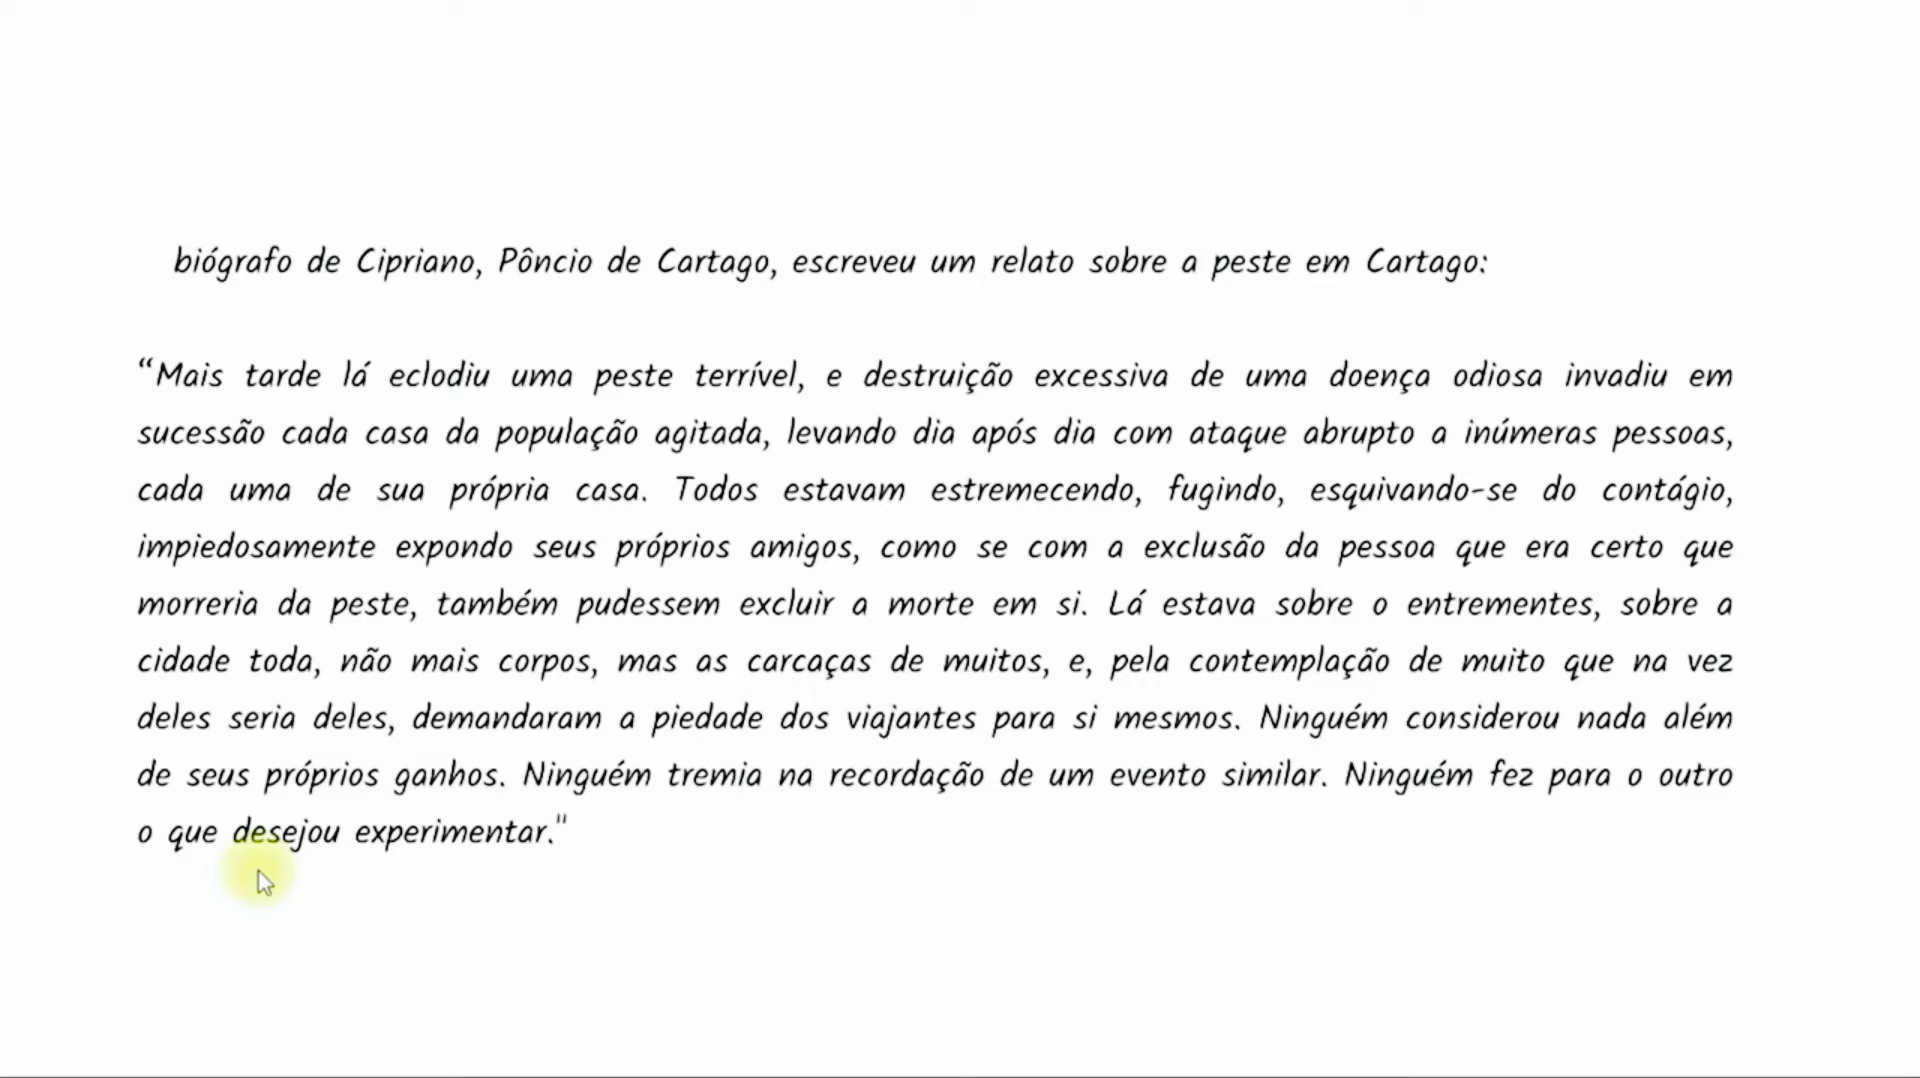 biógrafo de Cipriano, Pôncio de Cartago, escreveu um relato sobre a peste em Cartago:
“Mais tarde lá eclodiu uma peste terrível, e destruição excessiva de uma doença odiosa invadiu em
sucessão cada casa da população agitada, levando dia após dia com ataque abrupto a inúmeras pessoas,
cada uma de sua própria casa. Todos estavam estremecendo, fugindo, esquivando-se do contágio,
impiedosamente expondo seus próprios amigos, como se com a exclusão da pessoa que era certo que
morreria da peste, também pudessem excluir a morte em si. Lá estava sobre o entrementes, sobre a
cidade toda, não mais corpos, mas as carcaças de muitos, e, pela contemplação de muito que na vez
deles seria deles, demandaram a piedade dos viajantes para si mesmos. Ninguém considerou nada além
de seus próprios ganhos. Ninguém tremia na recordação de um evento similar. Ninguém fez para o outro
o que desejou experimentar."